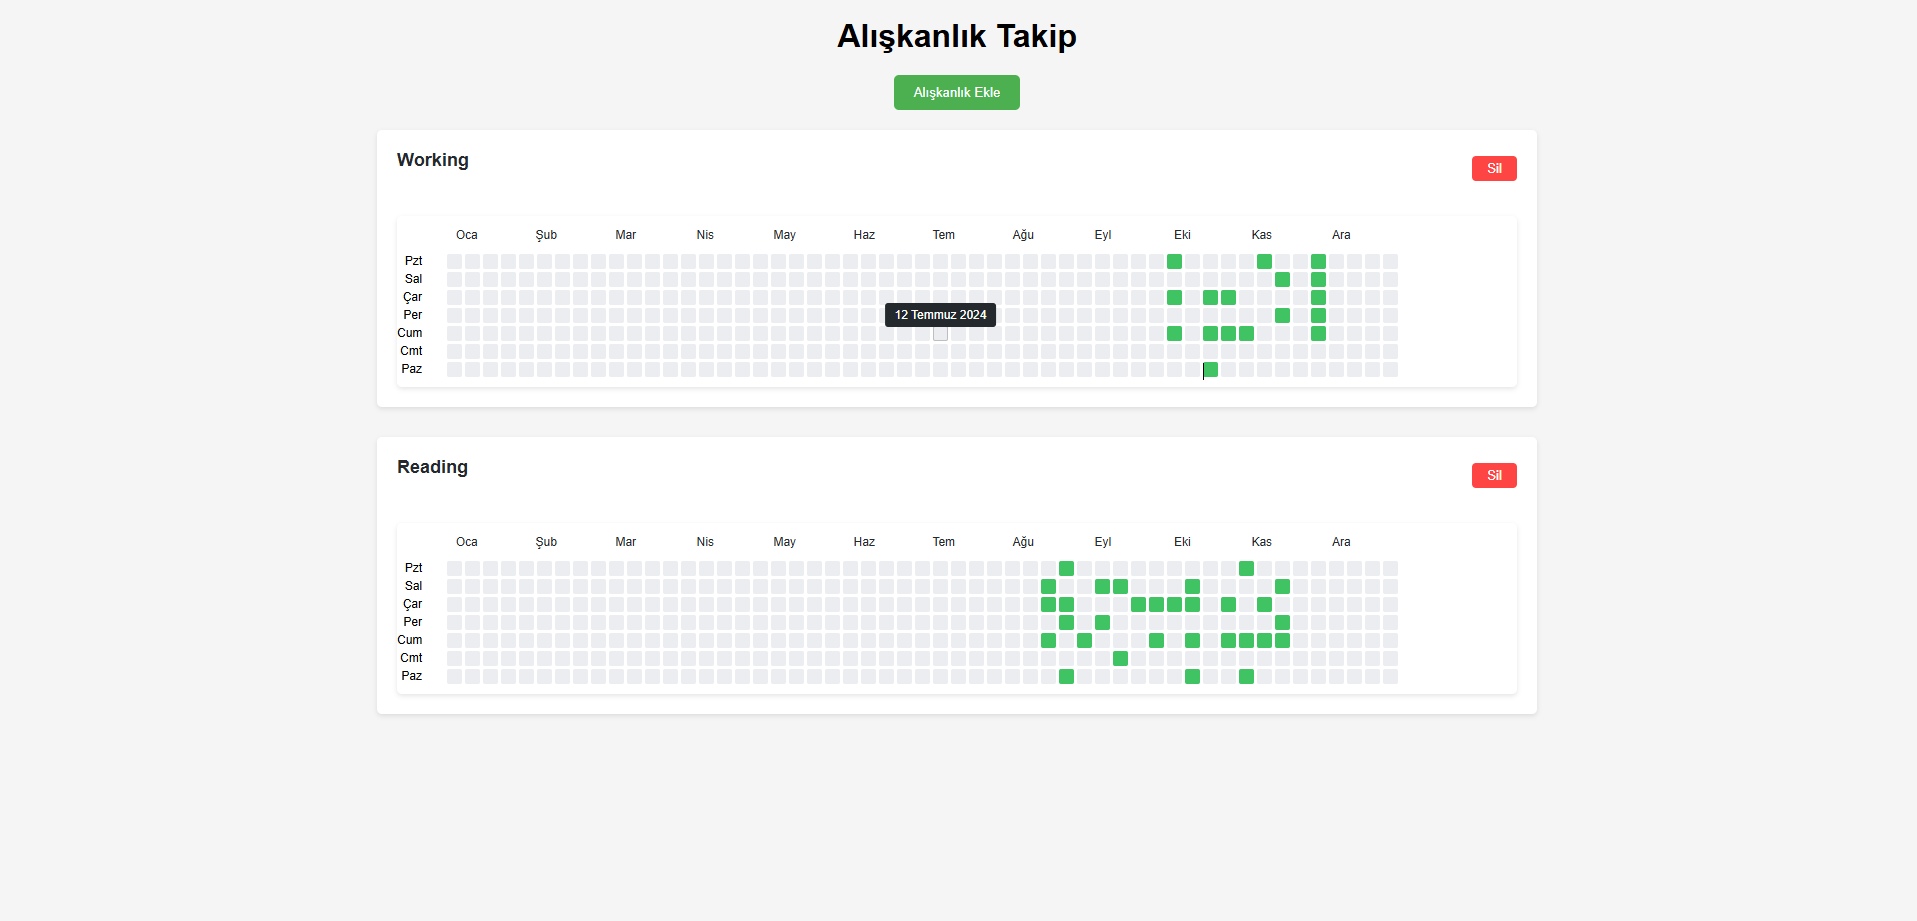 Alışkanlık Takip
Alışkanlık Ekle
Working
Sil
Oca Şub Mar Nis May Haz Tem Ağu Eyl Eki Kas Ara
Pzt
Sal
Çar
Per
12 Temmuz 2024
Cum
Cmt
Paz
Reading
Sil
Oca Şub Mar Nis May Haz Tem Ağu Eyl Eki Kas Ara
Pzt
Sal
Çar
Per
Cum
Cmt
Paz